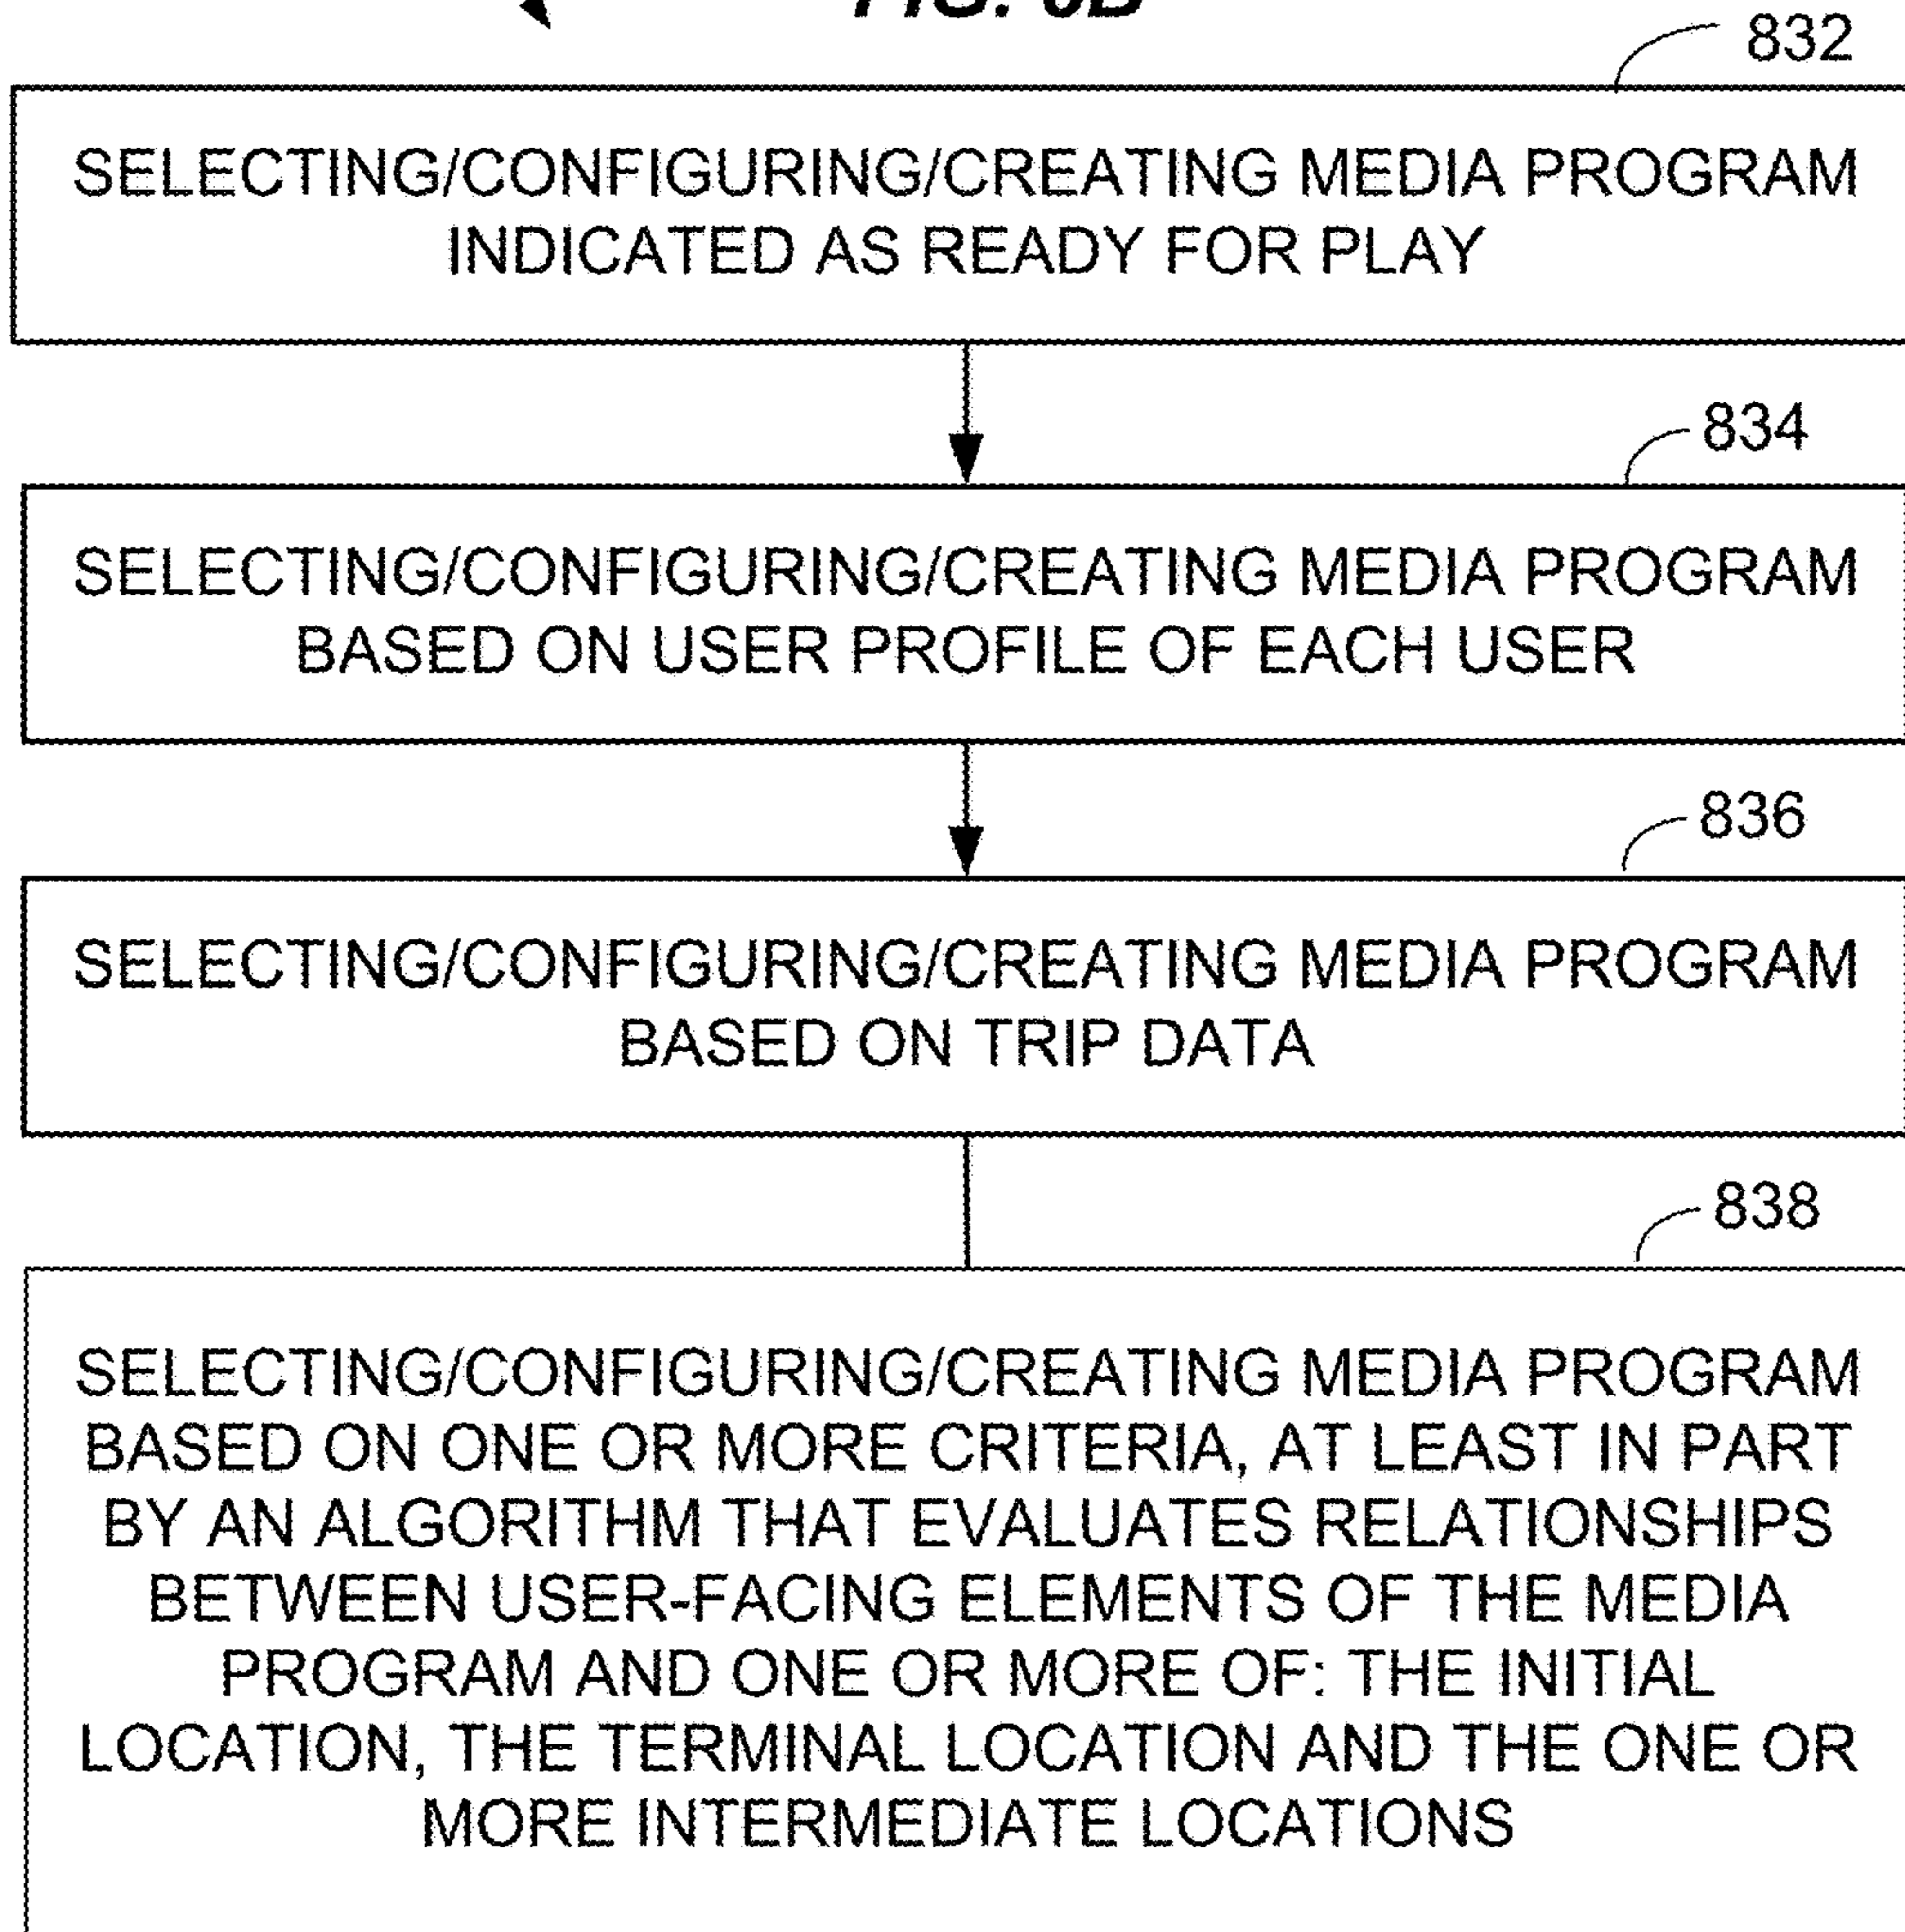 FIG.
832
SELECTING/CONFIGURING/CREATING MEDIA PROGRAM
INDICATED AS READY FOR PLAY
834
SELECTING/CONFIGURING/CREATING MEDIA PROGRAM
BASED ON USER PROFILE OF EACH USER
836
SELECTING/CONFIGURING/CREATING MEDIA PROGRAM
BASED ON TRIP DATA
838
SELECTING/CONFIGURING/CREATING MEDIA PROGRAM
BASED ON ONE OR MORE CRITERIA, AT LEAST IN PART
BY AN ALGORITHM THAT EVALUATES RELATIONSHIPS
BETWEEN USER-FACING ELEMENTS OF THE MEDIA
PROGRAM AND ONE OR MORE OF: THE INITIAL
LOCATION, THE TERMINAL LOCATION AND THE ONE OR
MORE INTERMEDIATE LOCATIONS